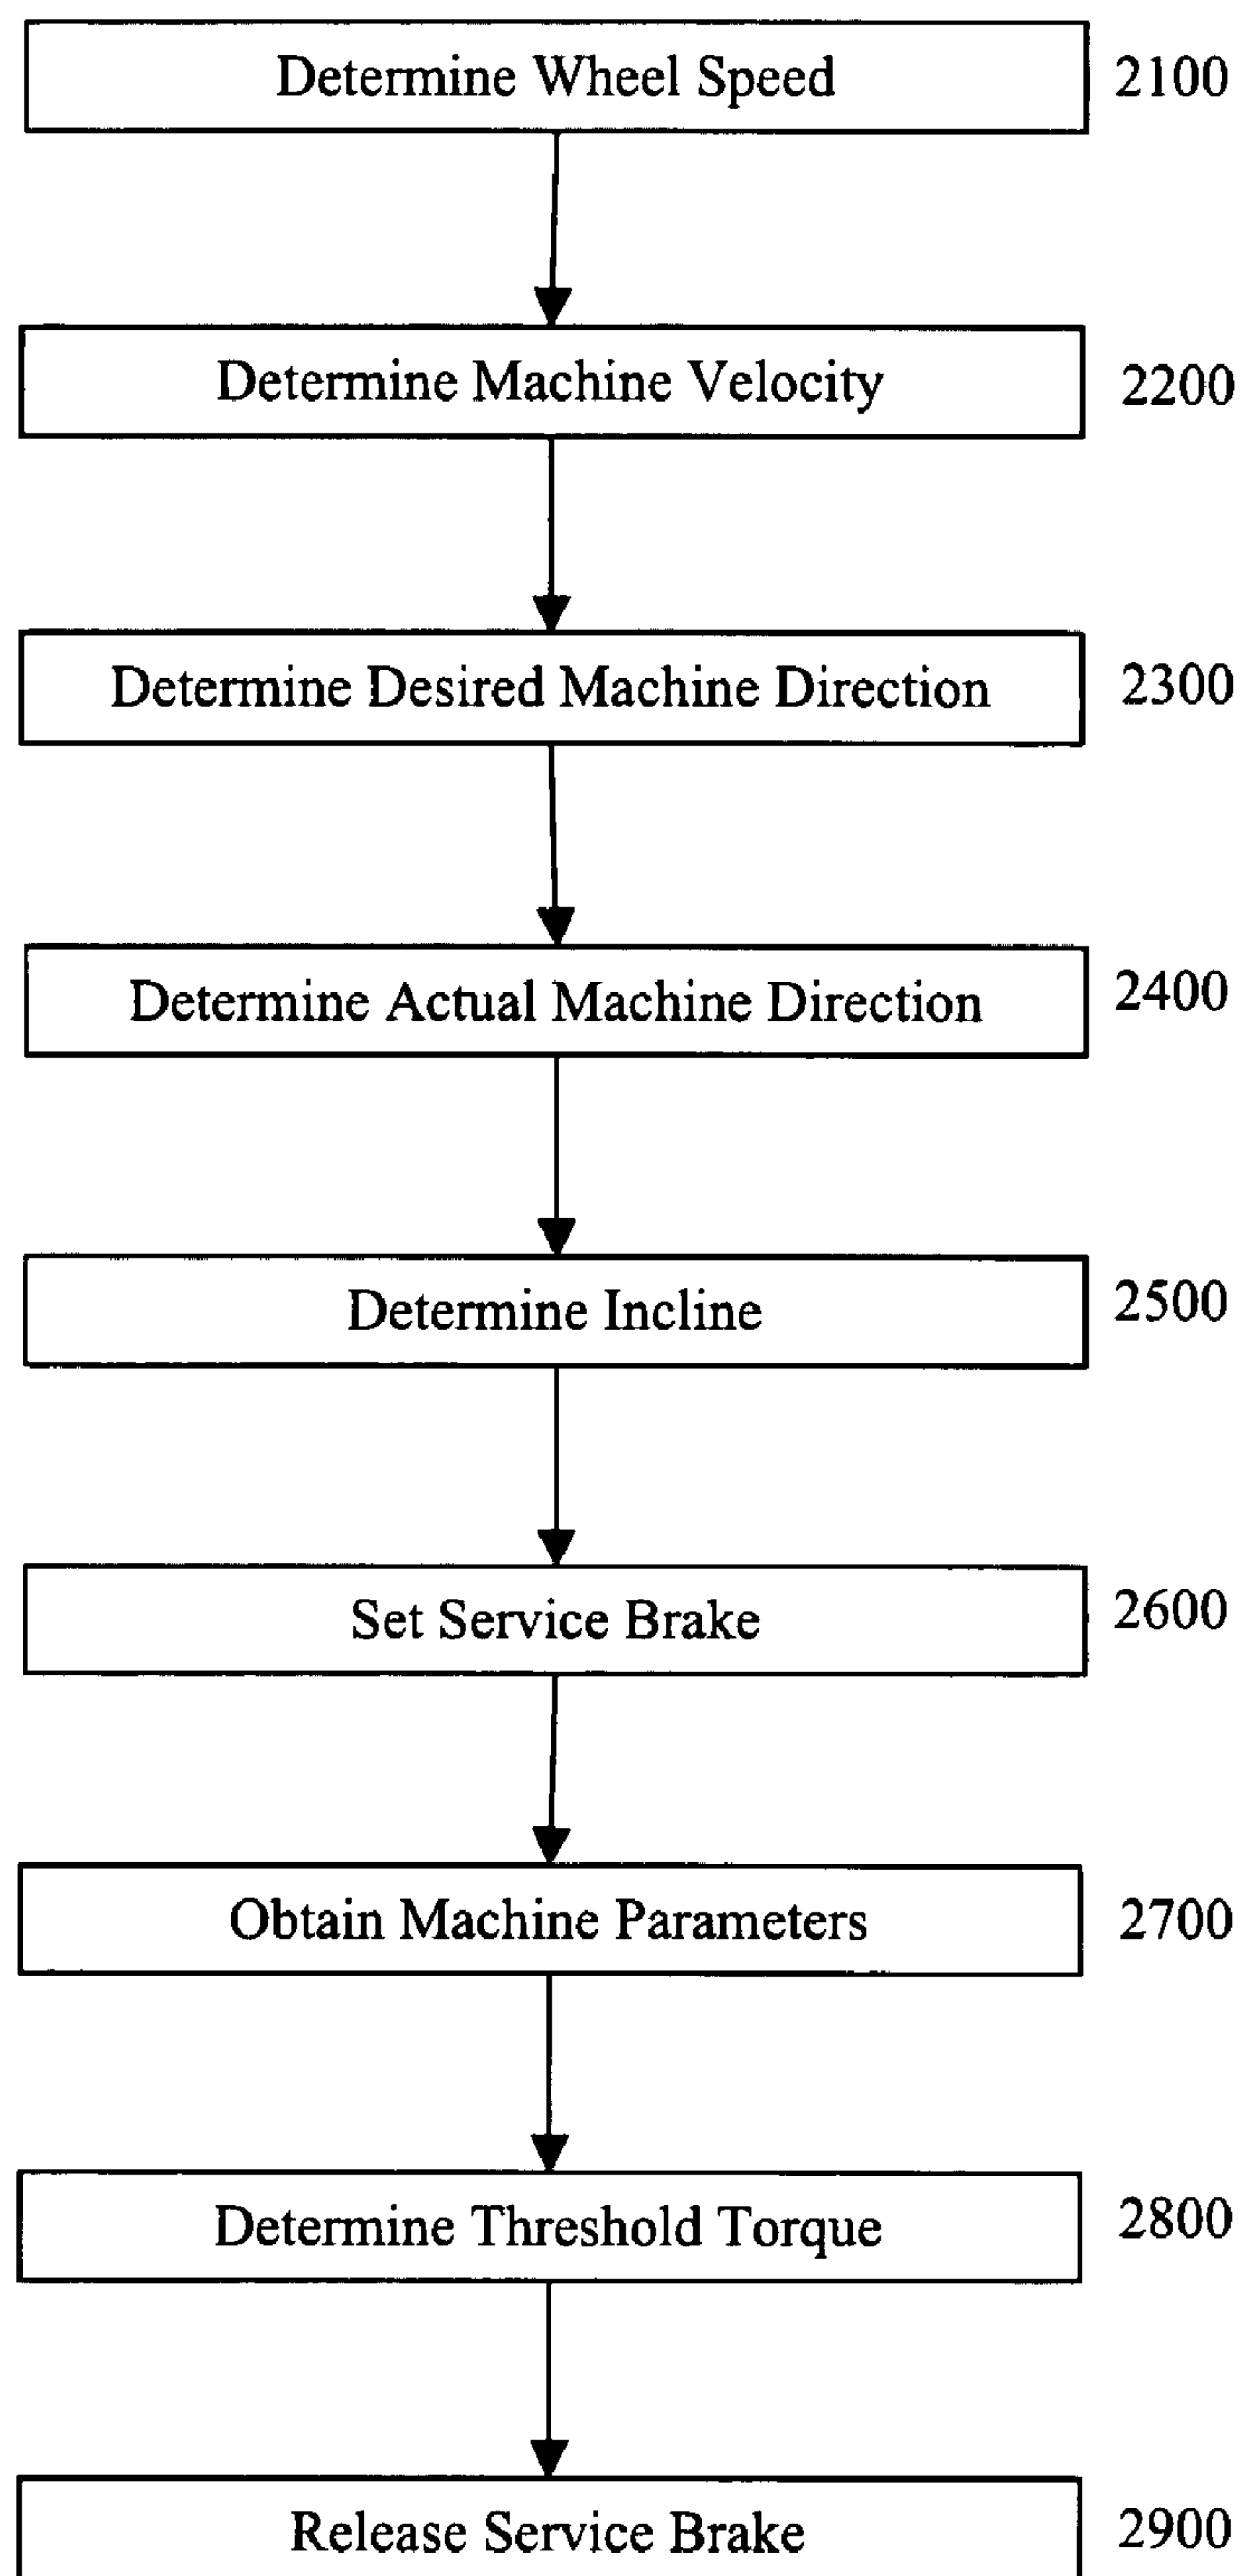 Determine Wheel Speed 2100
Determine Machine Velocity 2200
Determine Desired Machine Direction 2300
Determine Actual Machine Direction 2400
Determine Incline 2500
Set Service Brake 2600
Obtain Machine Parameters 2700
Determine Threshold Torque 2800
Release Service Brake 2900